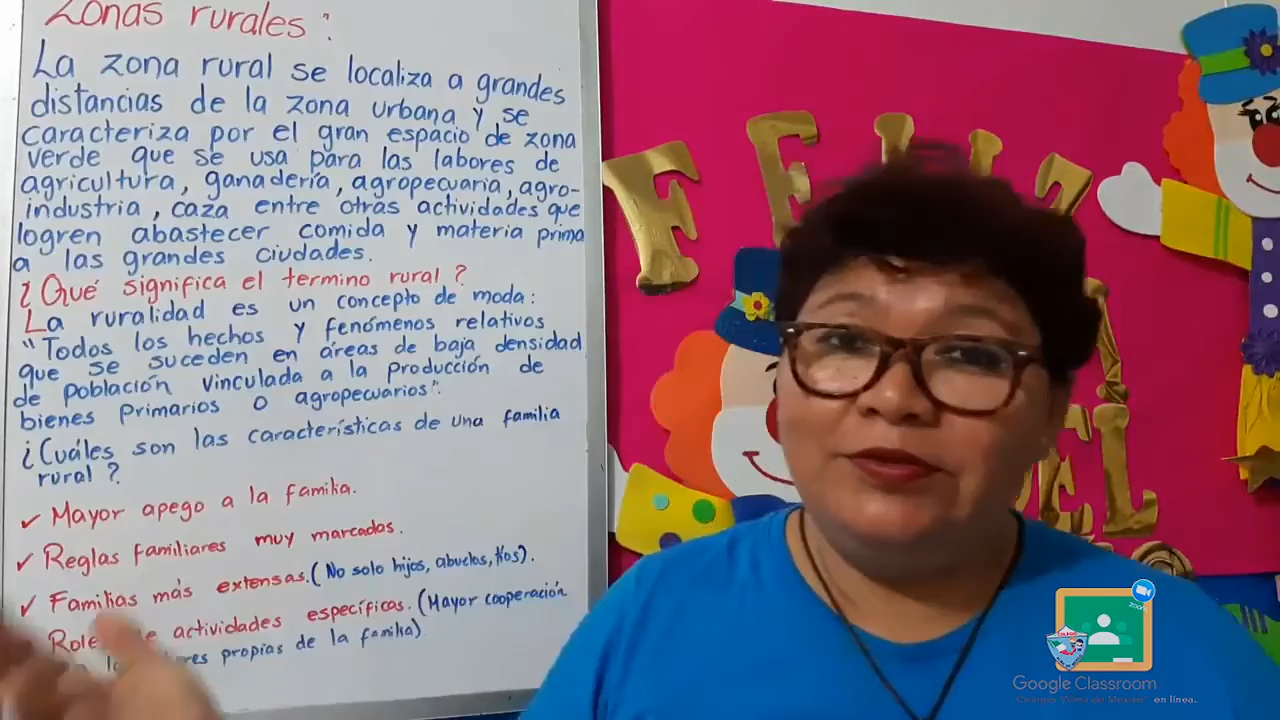 Zonas rurales:
La zona rural se localiza a grandes
distancias de la zona urbana y se
caracteriza por el gran espacio de zona
verde que se usa para las labores de
agricultura, ganadería, agropecuaria, agro-
industria, caza entre otras actividades que
logren abastecer comida y materia prima
a las grandes ciudades.
¿Qué significa el termino rural?
La ruralidad es un concepto de moda:
"Todos los hechos y fenómenos relativos
que se suceden en áreas de baja densidad
de población vinculada a la producción de
bienes primarios o agropecuarios".
¿Cuáles son las características de una familia
rural?
✓ Mayor apego a la familia.
✓ Reglas familiares muy marcadas.
✓ Familias más extensas. (No solo hijos, abuelos, tíos).
actividades específicas. (Mayor cooperación
propias de la familia)
FELIZ
DEL
zoom
COLEGIO
Google Classroom
en línea.